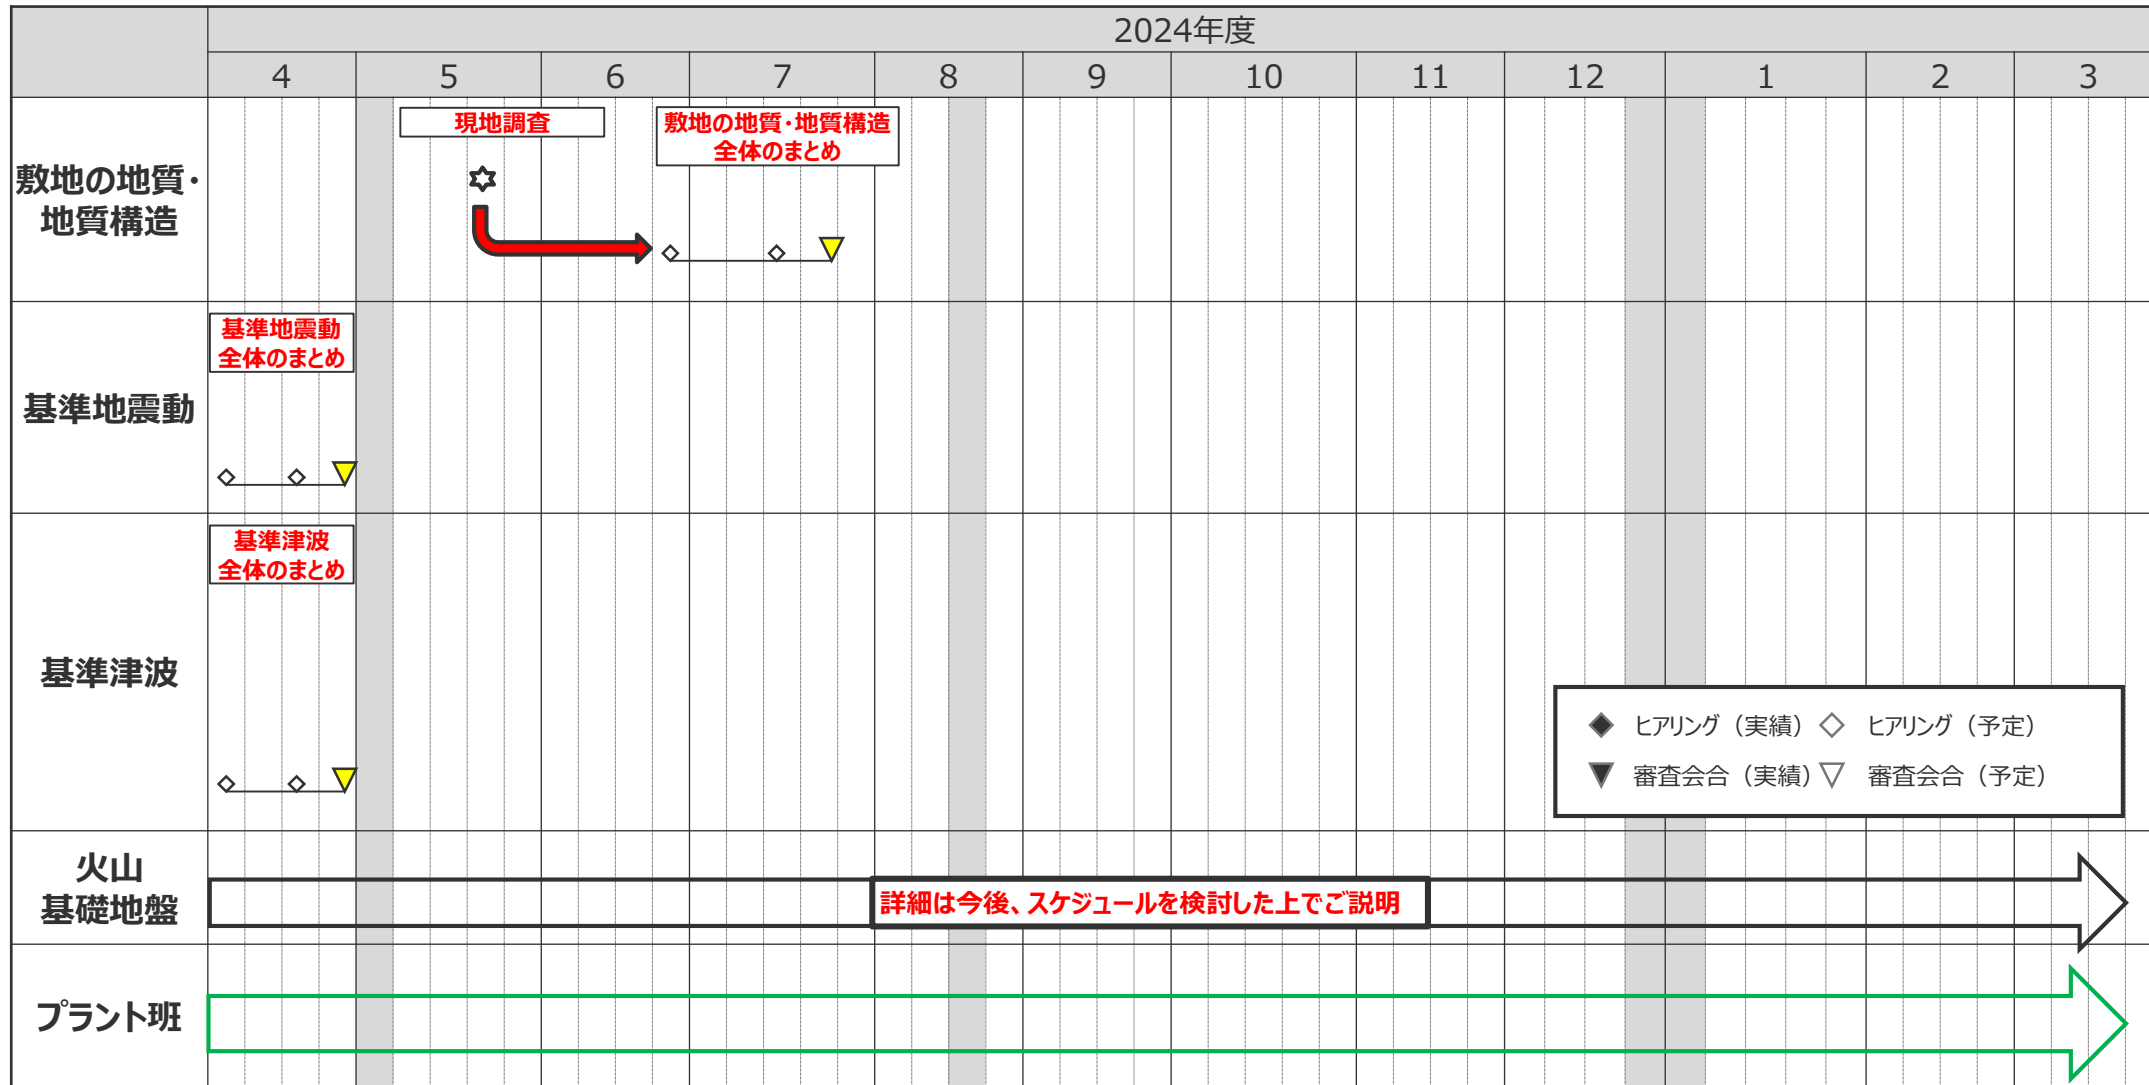 2024年度
4
5
6
7
8
9
10
11
12
1
2
3
敷地の地質・
地質構造
現地調査
敷地の地質・地質構造
全体のまとめ
基準地震動
基準地震動
全体のまとめ
基準津波
基準津波
全体のまとめ
ヒアリング（実績）
ヒアリング（予定）
審査会合（実績）
審査会合（予定）
火山
基礎地盤
詳細は今後、スケジュールを検討した上でご説明
プラント班